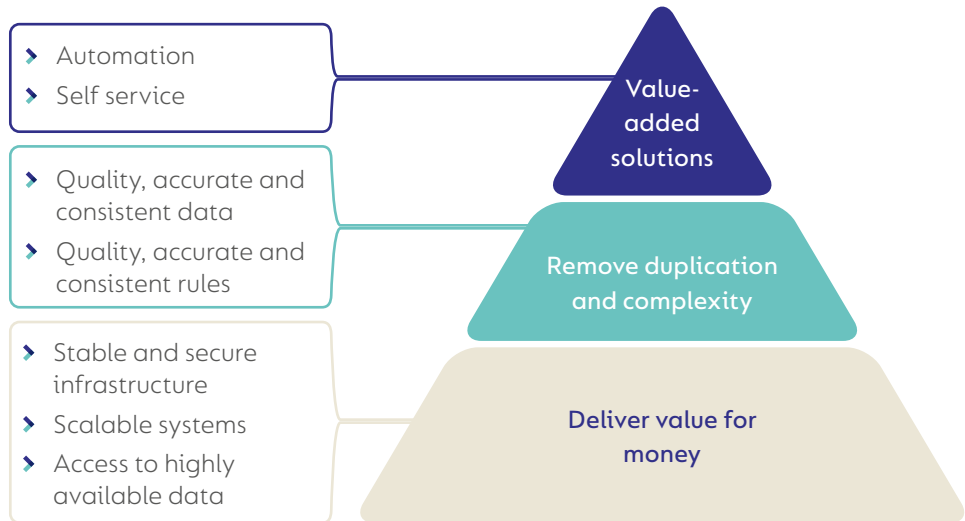 Automation
Self service
Value-
added
solutions
Quality, accurate and
consistent data
Quality, accurate and
consistent rules
Remove duplication
and complexity
Stable and secure
infrastructure
Scalable systems
Access to highly
available data
Deliver value for
money